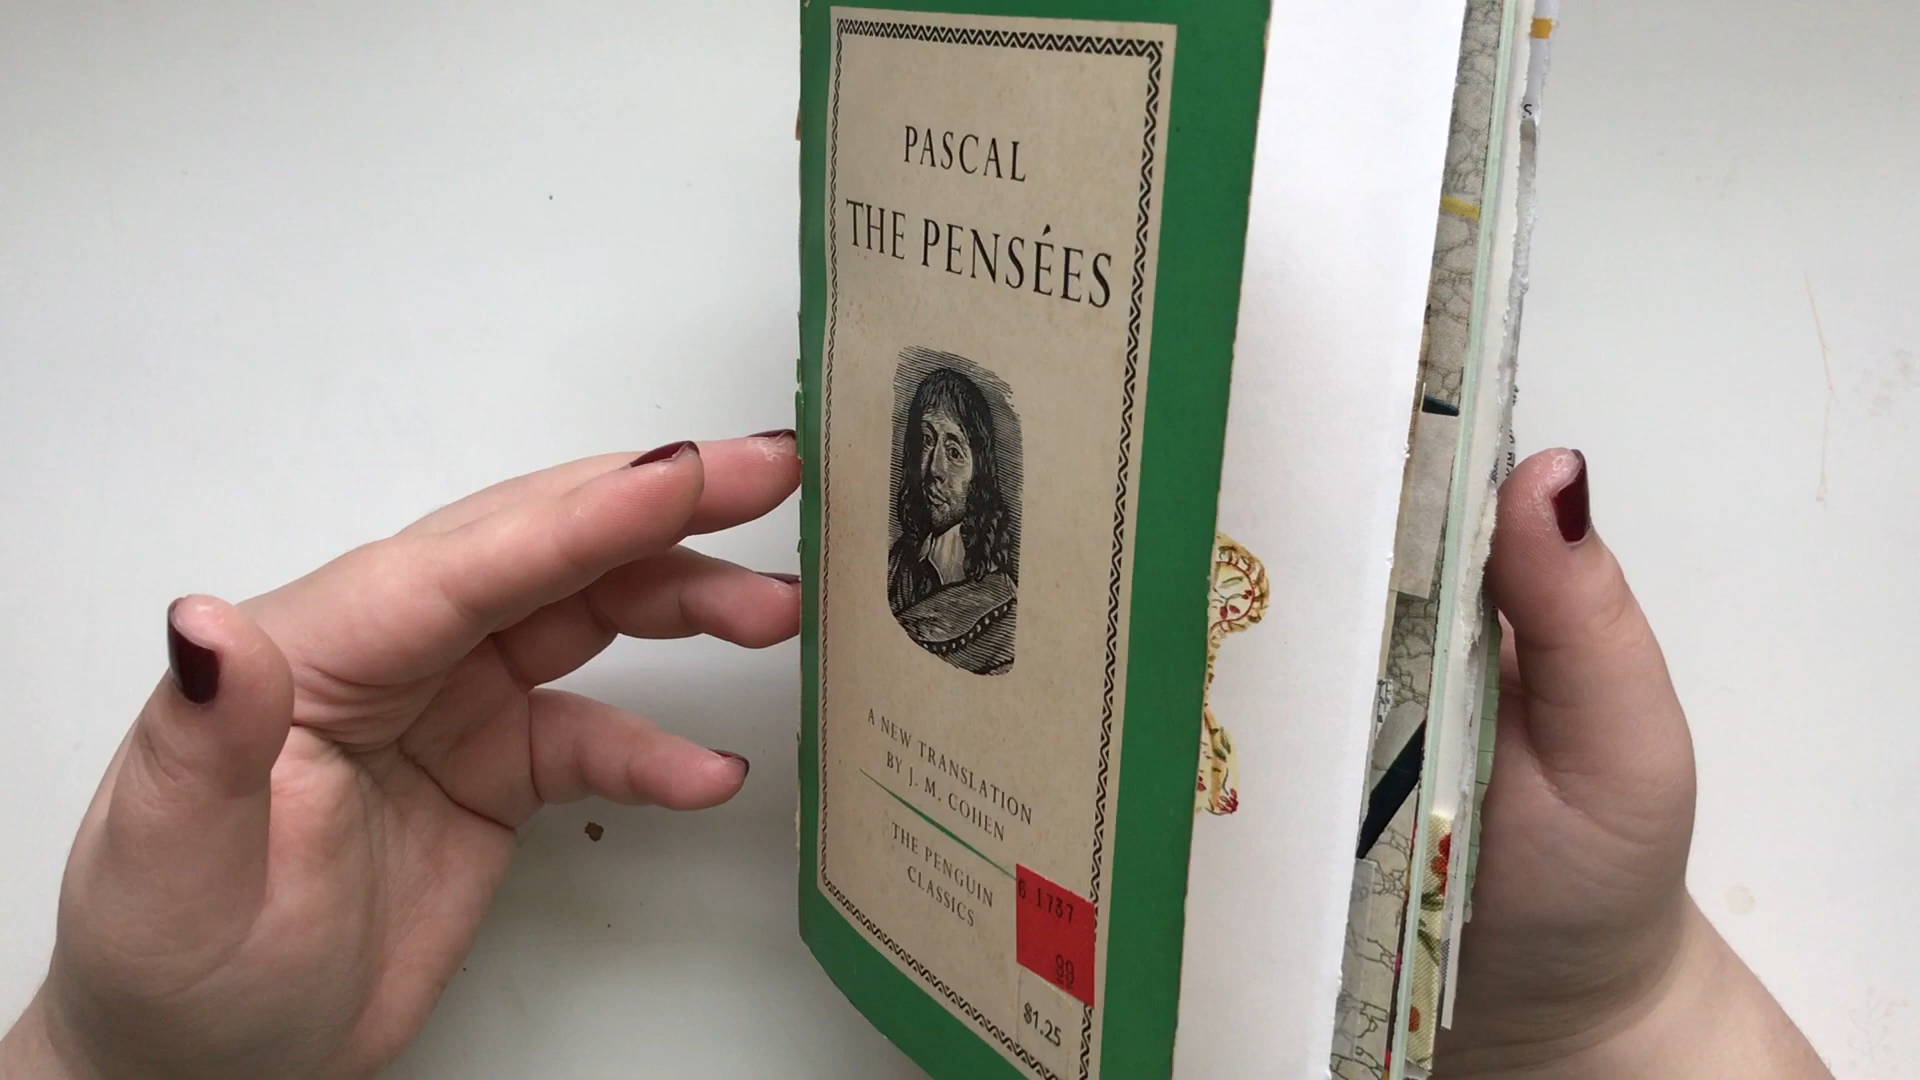 PASCAL
THE PENSÉES
A NEW TRANSLATION
BY J. M. COHEN
THE PENGUIN
CLASSICS
6 1737
99
$1.25
S